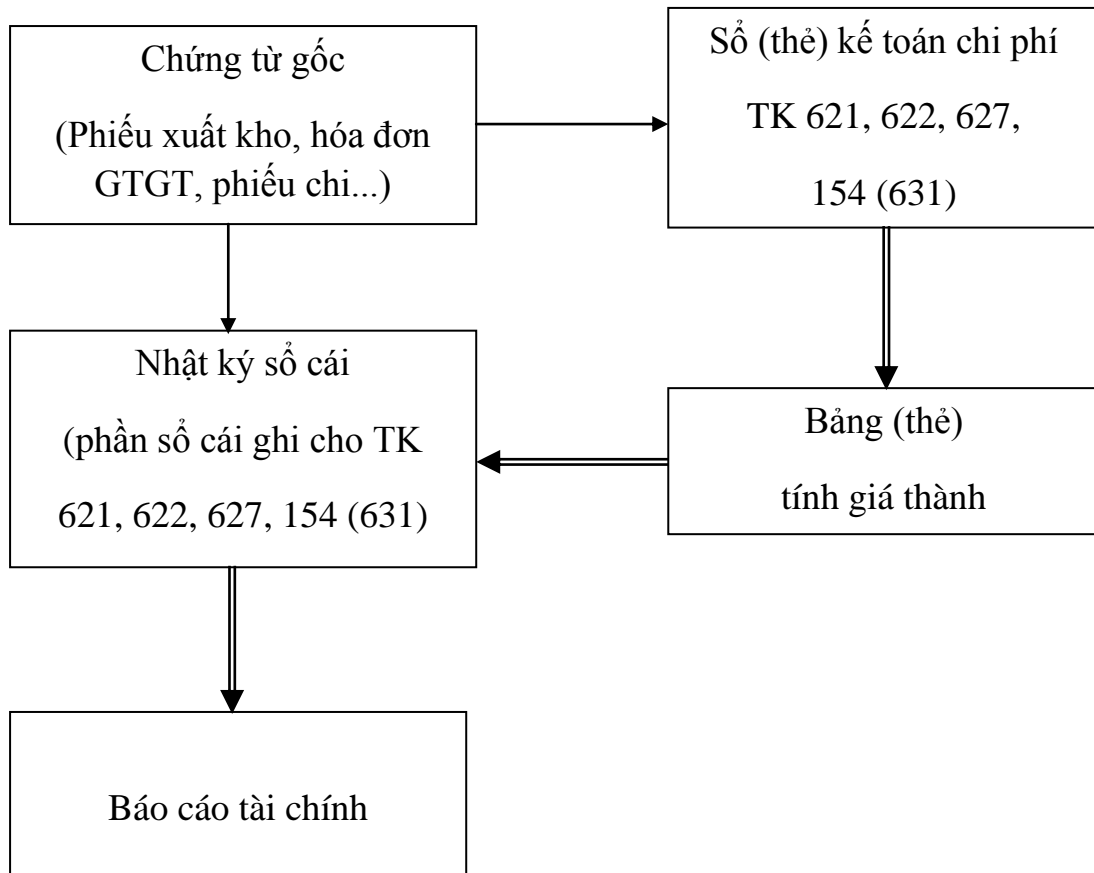 Chứng từ gốc
(Phiếu xuất kho, hóa đơn
GTGT, phiếu chi...)
Sổ (thẻ) kế toán chi phí
TK 621, 622, 627,
154 (631)
Nhật ký sổ cái
(phần sổ cái ghi cho TK
621, 622, 627, 154 (631)
Bảng (thẻ)
tính giá thành
Báo cáo tài chính